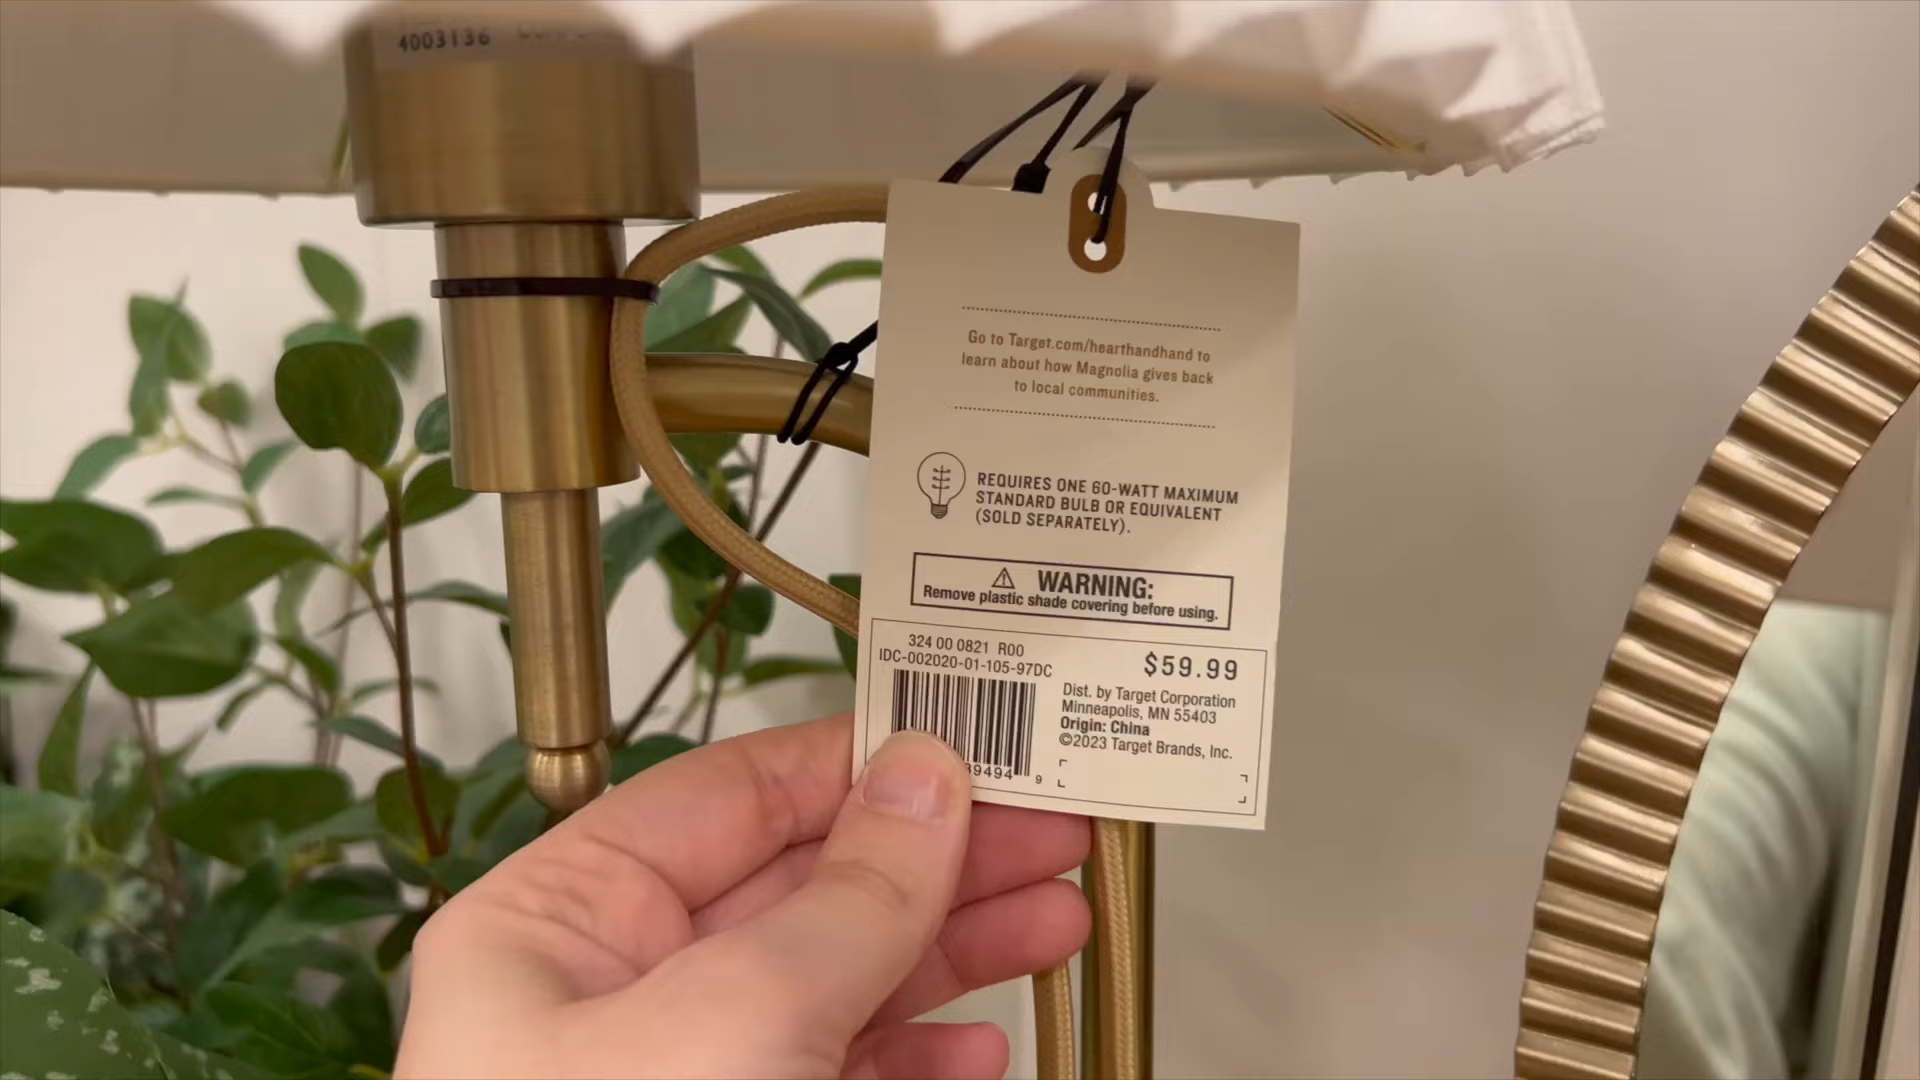 4003136
Go to Target.com/hearthandhand to
learn about how Magnolia gives back
to local communities.
REQUIRES ONE 60-WATT MAXIMUM
STANDARD BULB OR EQUIVALENT
(SOLD SEPARATELY).
WARNING:
Remove plastic shade covering before using.
324 00 0821 R00
IDC-002020-01-105-97DC
$59.99
Dist. by Target Corporation
Minneapolis, MN 55403
Origin: China
©2023 Target Brands, Inc.
39494 9